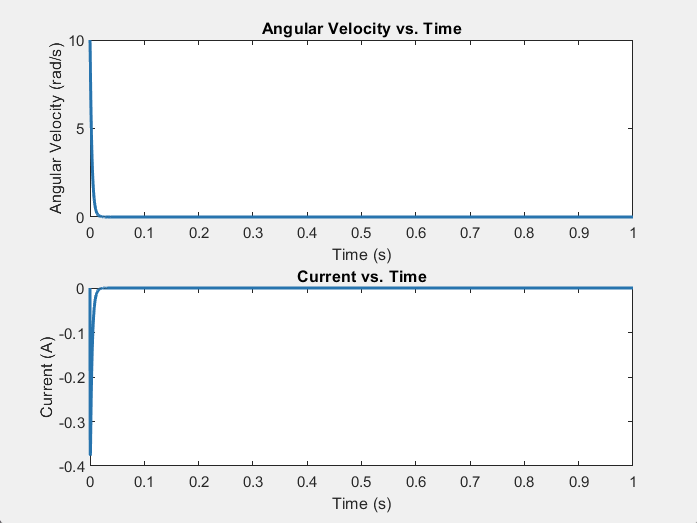 Angular Velocity vs. Time
Angular Velocity (rad/s)
10
5
0
0 0.1 0.2 0.3 0.4 0.5 0.6 0.7 0.8 0.9 1
Time (s)
Current vs. Time
Current (A)
0
-0.1
-0.2
-0.3
-0.4
0 0.1 0.2 0.3 0.4 0.5 0.6 0.7 0.8 0.9 1
Time (s)